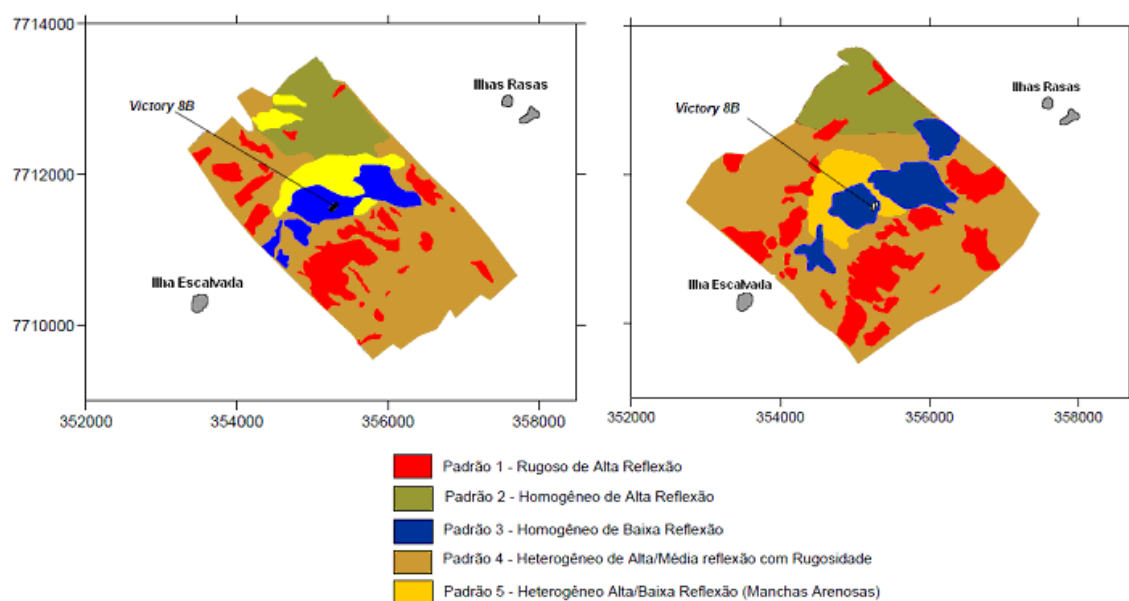 7714000
7712000
7710000
Ilhas Rasas
Victory 8B
Ilha Escalvada
352000 354000 356000 358000
Ilhas Rasas
Victory 8B
Ilha Escalvada
352000 354000 356000 358000
Padrão 1 - Rugoso de Alta Reflexão
Padrão 2 - Homogêneo de Alta Reflexão
Padrão 3 - Homogêneo de Baixa Reflexão
Padrão 4 - Heterogêneo de Alta/Média reflexão com Rugosidade
Padrão 5 - Heterogêneo Alta/Baixa Reflexão (Manchas Arenosas)